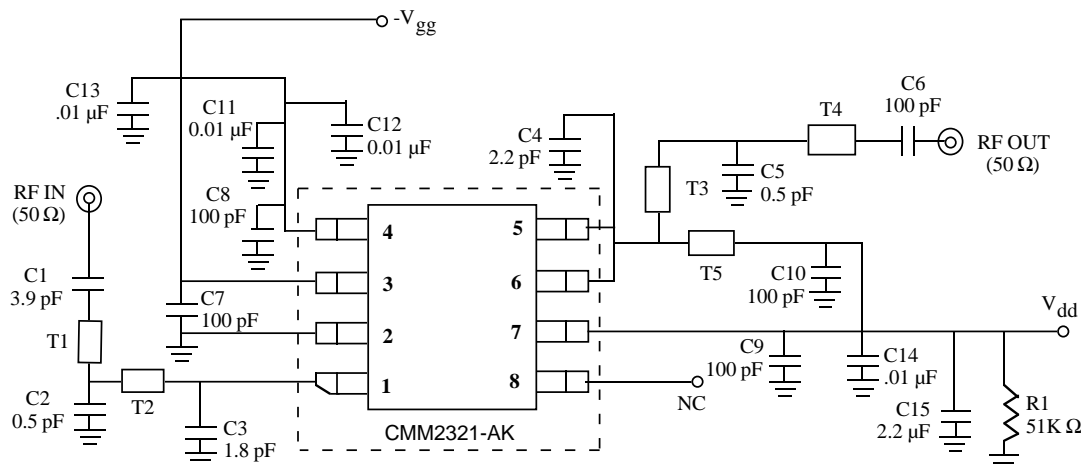 -Vgg
C13
.01 µF
C11
0.01 µF
C12
0.01 µF
C4
2.2 pF
C6
100 pF
T4
RF OUT
(50 Ω)
C5
0.5 pF
T3
RF IN
(50 Ω)
C8
100 pF
4
5
T5
C10
100 pF
3
6
C1
3.9 pF
C7
100 pF
Vdd
T1
2
7
C9
100 pF
C14
.01 µF
1
8
NC
C2
0.5 pF
T2
C3
1.8 pF
CMM2321-AK
C15
2.2 µF
R1
51K Ω